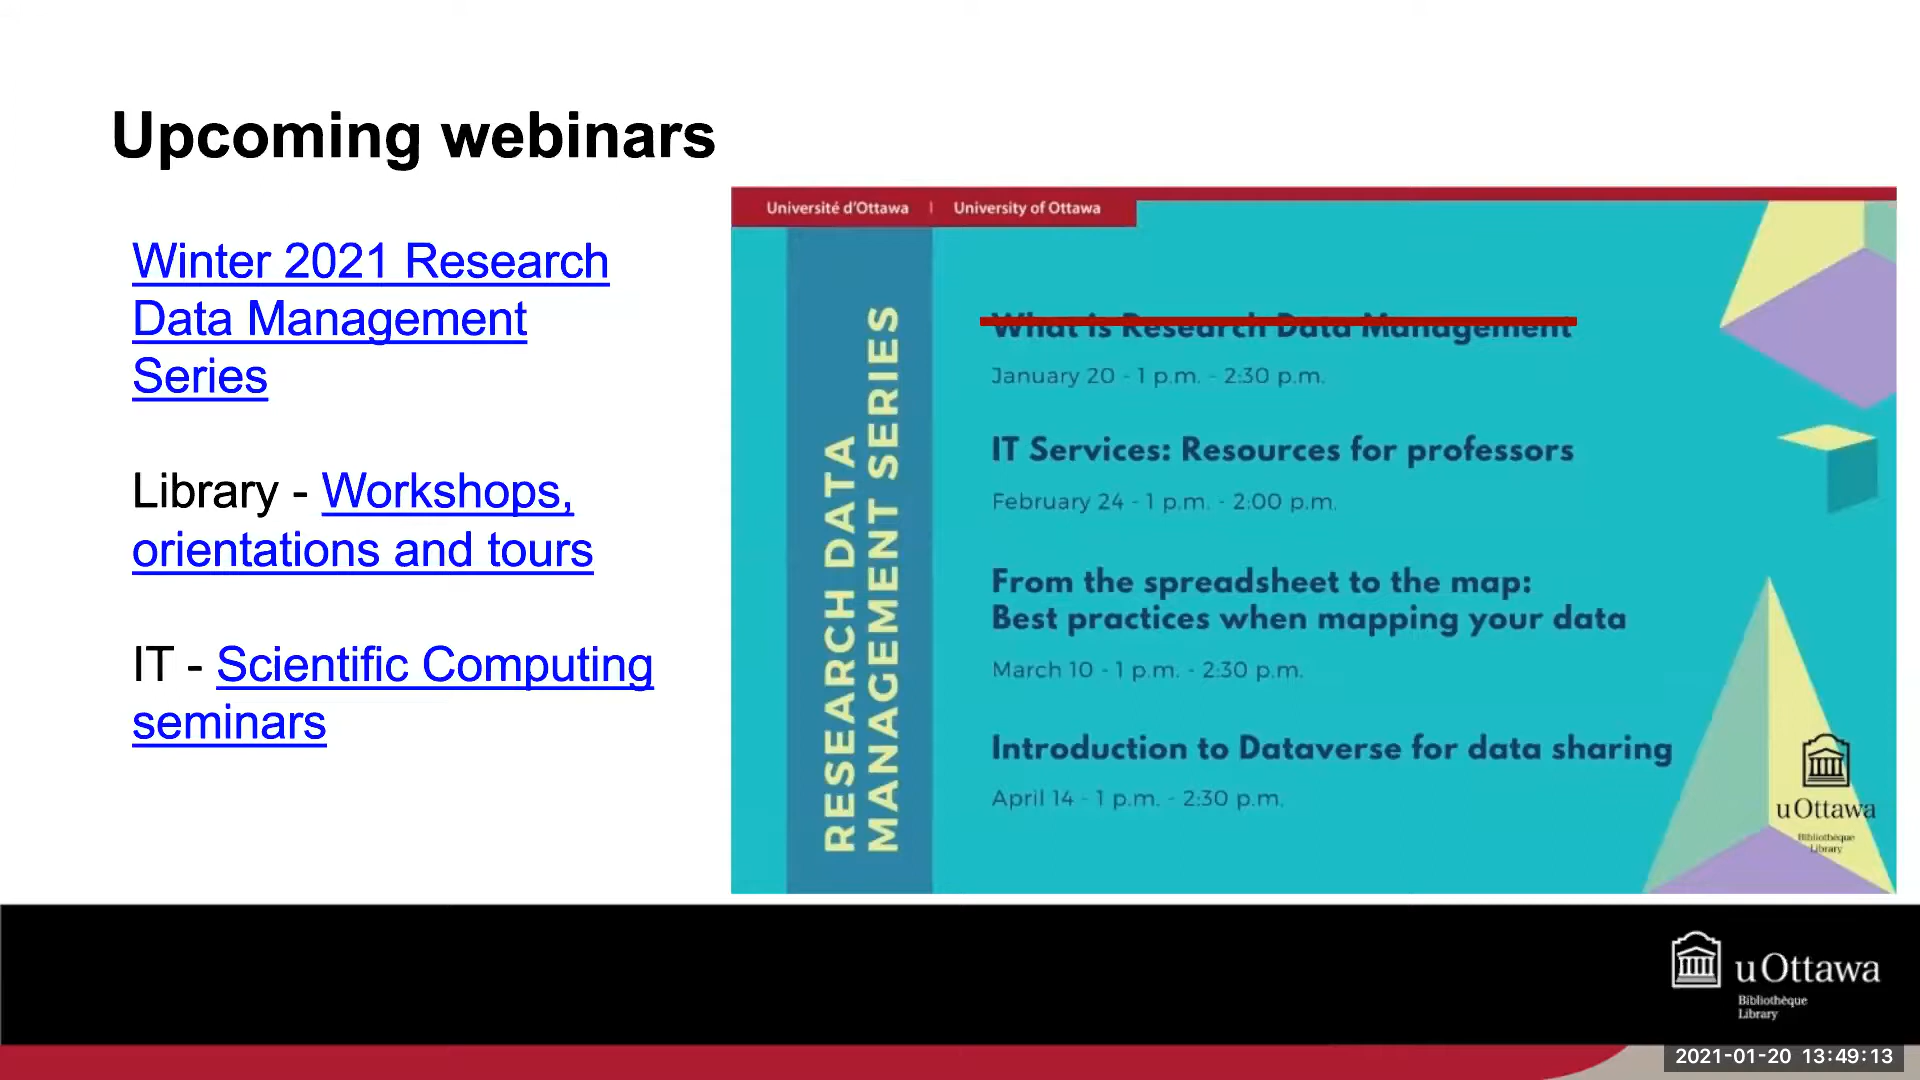 Upcoming webinars
Winter 2021 Research
Data Management
Series
Library - Workshops,
orientations and tours
IT - Scientific Computing
seminars
Université d'Ottawa | University of Ottawa
RESEARCH DATA
MANAGEMENT SERIES
What is Research Data Management
January 20 - 1 p.m. - 2:30 p.m.
IT Services: Resources for professors
February 24 - 1 p.m. - 2:00 p.m.
From the spreadsheet to the map:
Best practices when mapping your data
March 10 - 1 p.m. - 2:30 p.m.
Introduction to Dataverse for data sharing
April 14 - 1 p.m. - 2:30 p.m.
uOttawa
Bibliothèque
Library
uOttawa
Bibliothèque
Library
2021-01-20 13:49:13